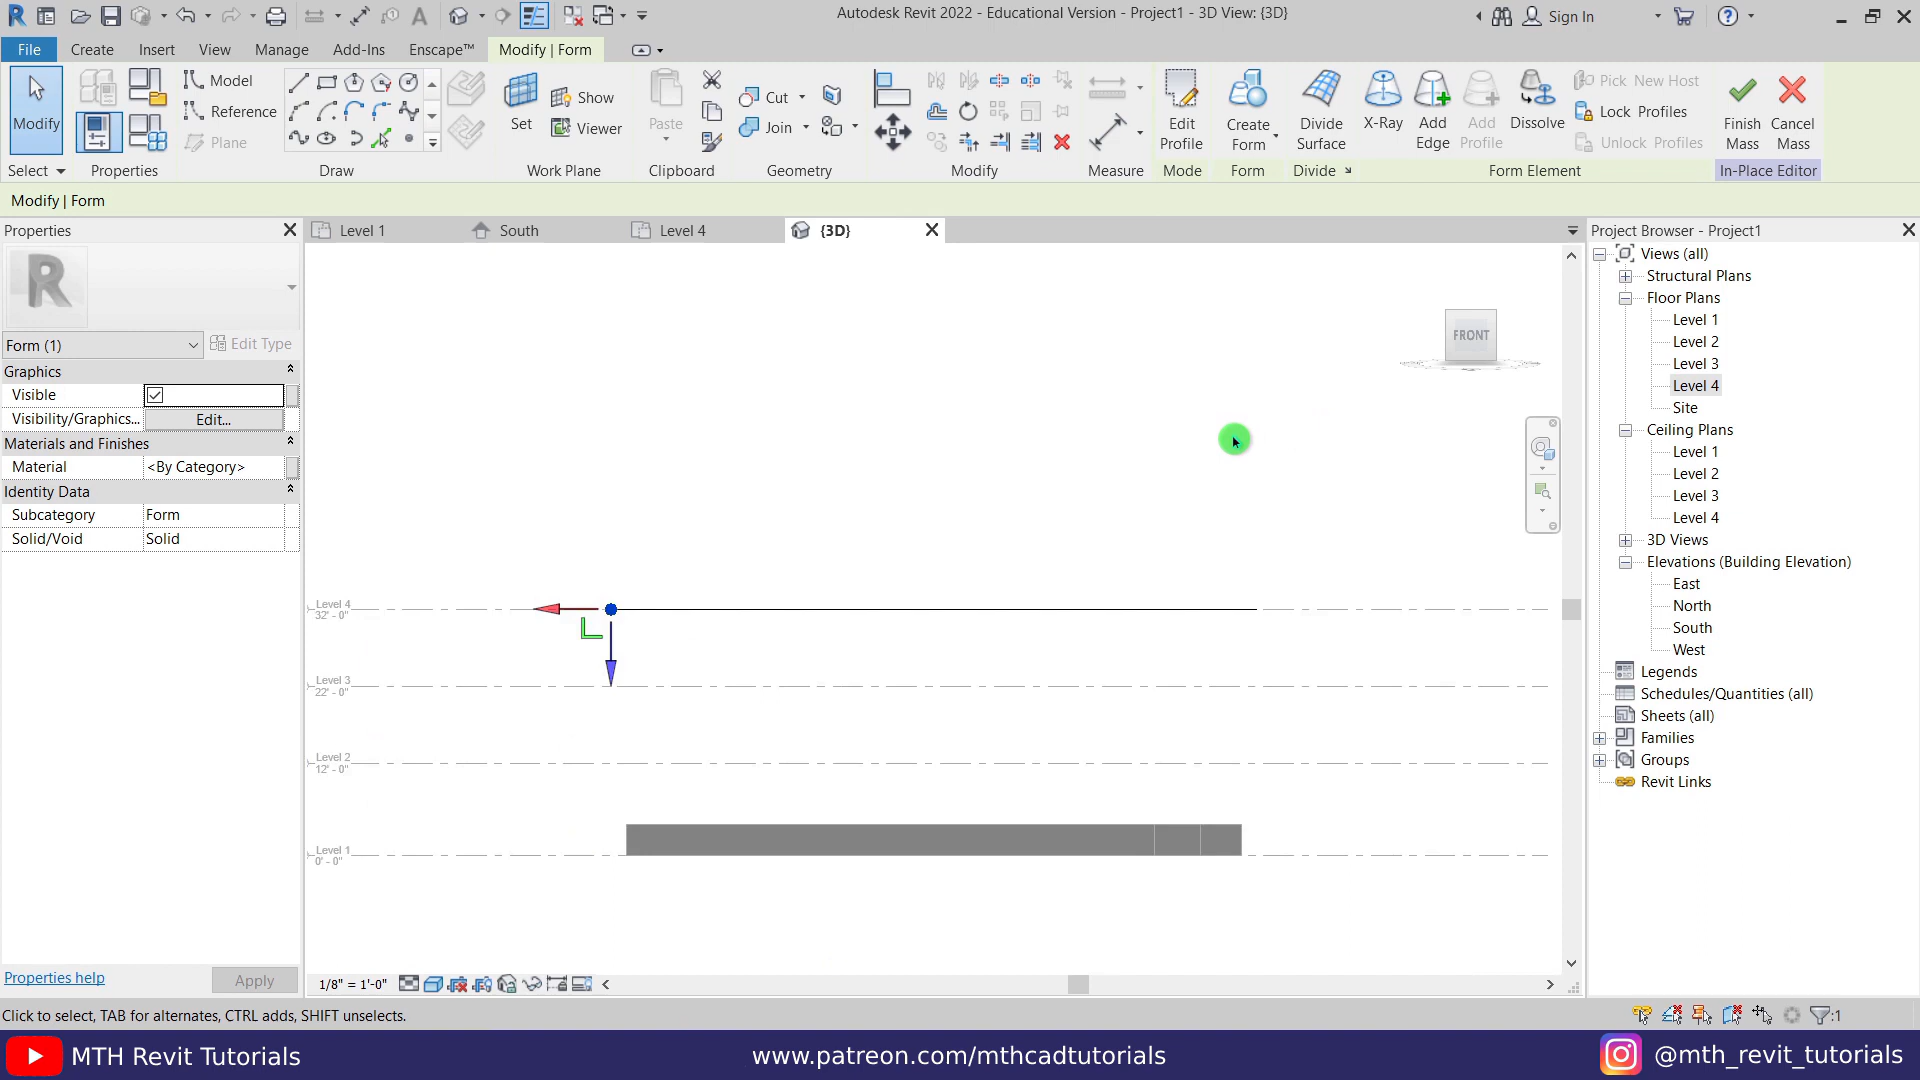 Autodesk Revit 2022 - Educational Version - Project1 - 3D View: {3D}
Sign In
File Create Insert View Manage Add-Ins Enscape™ Modify | Form
Modify
Model
Reference
Plane
Set
Show
Viewer
Paste
Cut
Join
Edit Profile
Create Form
Divide Surface
X-Ray
Add Edge
Add Profile
Dissolve
Pick New Host
Lock Profiles
Unlock Profiles
Finish Mass
Cancel Mass
Select Properties Draw Work Plane Clipboard Geometry Modify Measure Mode Form Divide Form Element In-Place Editor
Modify | Form
Properties
R
Form (1)
Edit Type
Graphics
Visible
Visibility/Graphics... Edit...
Materials and Finishes
Material <By Category>
Identity Data
Subcategory Form
Solid/Void Solid
Properties help
Apply
Level 1 South Level 4 {3D}
FRONT
Level 4
32' - 0"
Level 3
22' - 0"
Level 2
12' - 0"
Level 1
0' - 0"
1/8" = 1'-0"
Project Browser - Project1
Views (all)
Structural Plans
Floor Plans
Level 1
Level 2
Level 3
Level 4
Site
Ceiling Plans
Level 1
Level 2
Level 3
Level 4
3D Views
Elevations (Building Elevation)
East
North
South
West
Legends
Schedules/Quantities (all)
Sheets (all)
Families
Groups
Revit Links
Click to select, TAB for alternates, CTRL adds, SHIFT unselects.
:1
MTH Revit Tutorials
www.patreon.com/mthcadtutorials
@mth_revit_tutorials